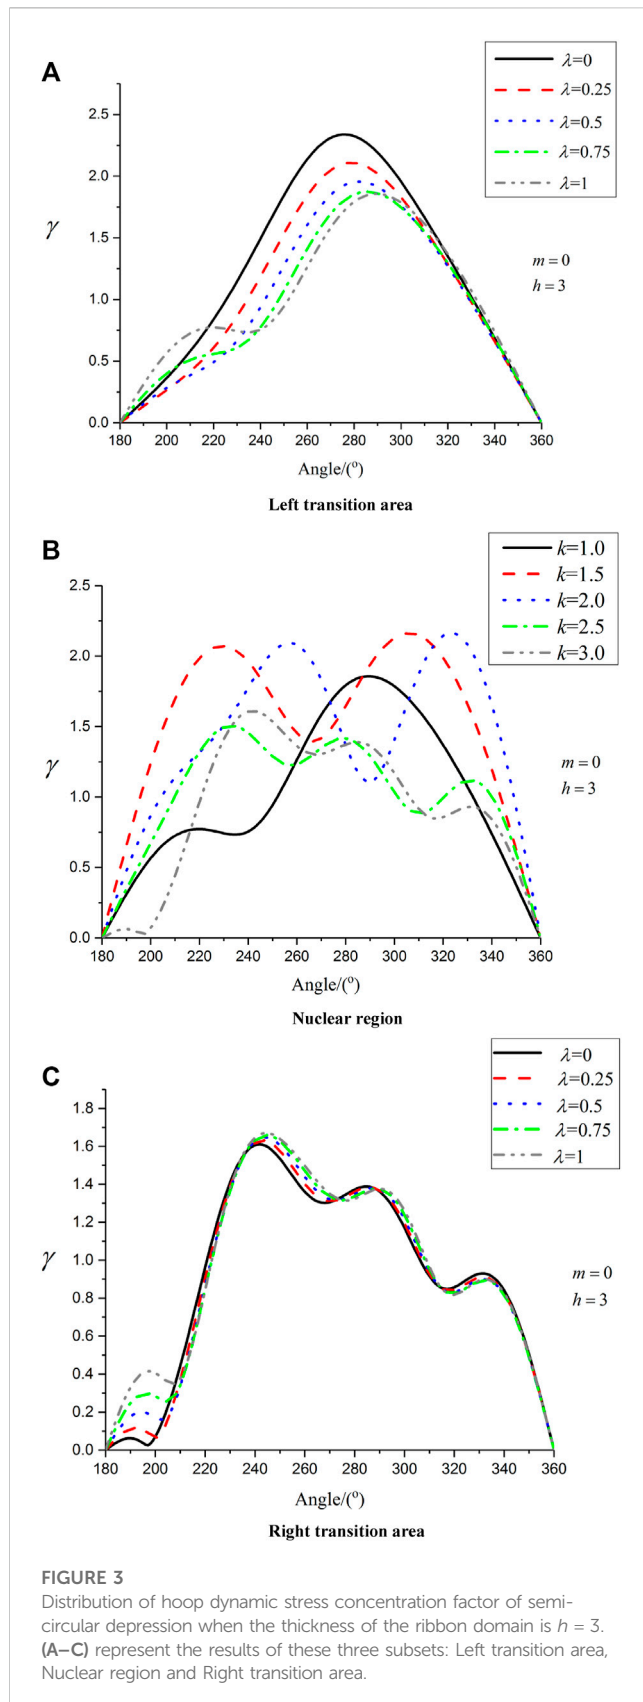 A
λ=0
λ=0.25
λ=0.5
λ=0.75
λ=1
2.5
2.0
1.5
1.0
0.5
0.0
γ
m=0
h=3
180 200 220 240 260 280 300 320 340 360
Angle/(°)
Left transition area
B
k=1.0
k=1.5
k=2.0
k=2.5
k=3.0
2.5
2.0
1.5
1.0
0.5
0.0
γ
m=0
h=3
180 200 220 240 260 280 300 320 340 360
Angle/(°)
Nuclear region
C
λ=0
λ=0.25
λ=0.5
λ=0.75
λ=1
1.8
1.6
1.4
1.2
1.0
0.8
0.6
0.4
0.2
0.0
γ
m=0
h=3
180 200 220 240 260 280 300 320 340 360
Angle/(°)
Right transition area
FIGURE 3
Distribution of hoop dynamic stress concentration factor of semi-
circular depression when the thickness of the ribbon domain is h = 3.
(A–C) represent the results of these three subsets: Left transition area,
Nuclear region and Right transition area.